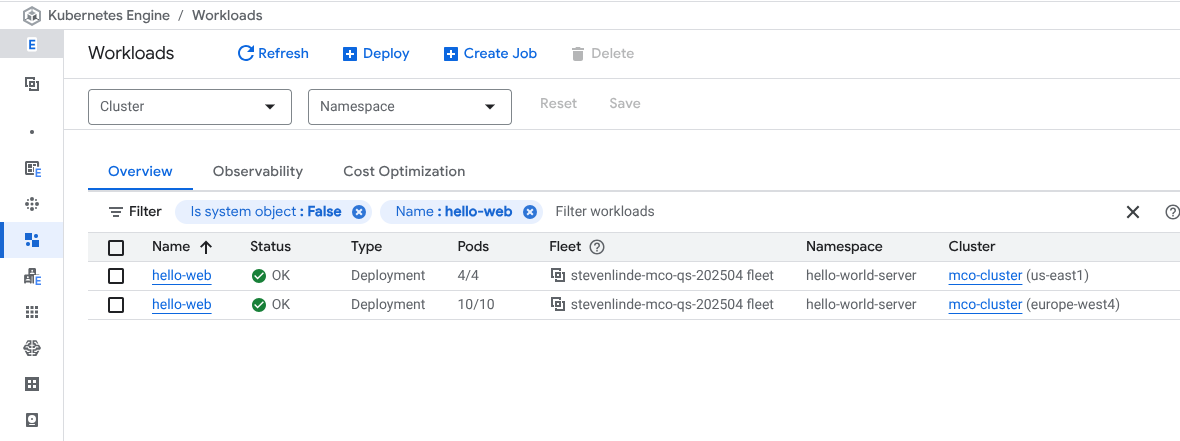 Kubernetes Engine / Workloads
E
Workloads Refresh Deploy Create Job Delete
Cluster Namespace Reset Save
Overview Observability Cost Optimization
E
Filter Is system object : False Name : hello-web Filter workloads
Name Status Type Pods Fleet Namespace Cluster
hello-web OK Deployment 4/4 stevenlinde-mco-qs-202504 fleet hello-world-server mco-cluster (us-east1)
E
hello-web OK Deployment 10/10 stevenlinde-mco-qs-202504 fleet hello-world-server mco-cluster (europe-west4)